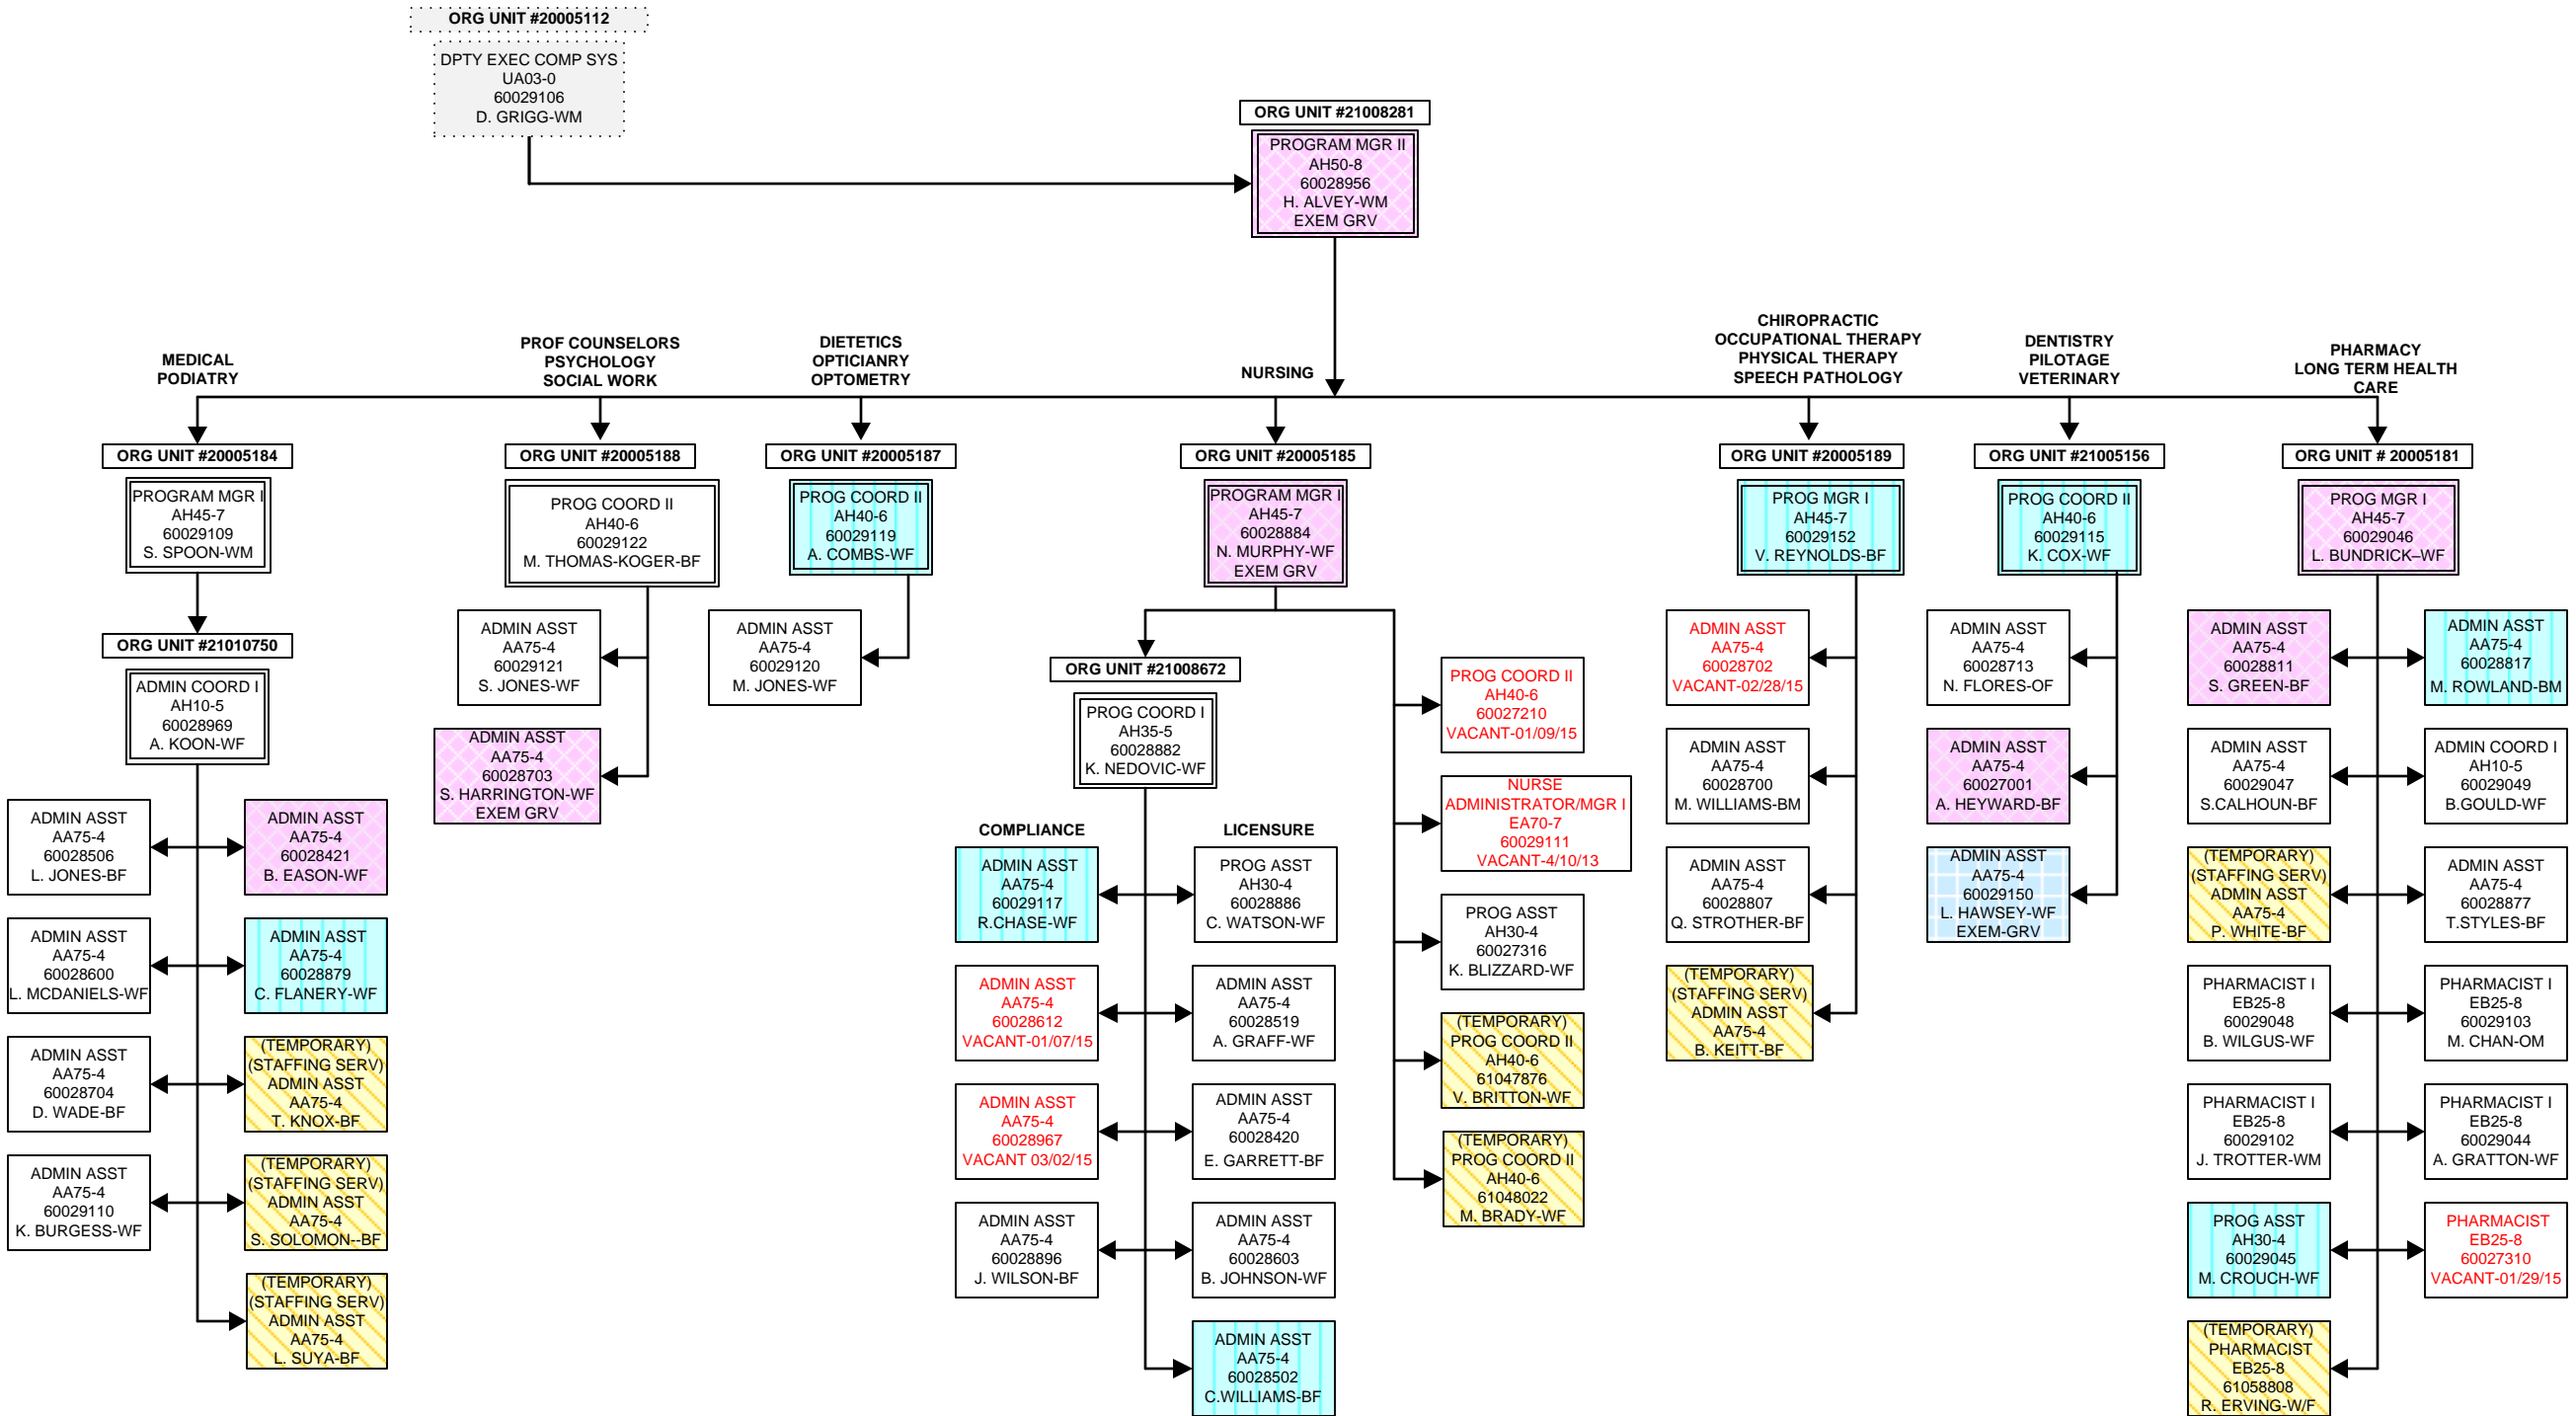 ORG UNIT #20005112
DPTY EXEC COMP SYS
UA03-0
60029106
D. GRIGG-WM
ORG UNIT #21008281
PROGRAM MGR II
AH50-8
60028956
H. ALVEY-WM
EXEM GRV
MEDICAL
PODIATRY
ORG UNIT #20005184
PROGRAM MGR I
AH45-7
60029109
S. SPOON-WM
ORG UNIT #21010750
ADMIN COORD I
AH10-5
60028969
A. KOON-WF
ADMIN ASST
AA75-4
60028506
L. JONES-BF
ADMIN ASST
AA75-4
60028421
B. EASON-WF
ADMIN ASST
AA75-4
60028600
L. MCDANIELS-WF
ADMIN ASST
AA75-4
60028879
C. FLANERY-WF
ADMIN ASST
AA75-4
60028704
D. WADE-BF
(TEMPORARY)
(STAFFING SERV)
ADMIN ASST
AA75-4
T. KNOX-BF
ADMIN ASST
AA75-4
60029110
K. BURGESS-WF
(TEMPORARY)
(STAFFING SERV)
ADMIN ASST
AA75-4
S. SOLOMON--BF
(TEMPORARY)
(STAFFING SERV)
ADMIN ASST
AA75-4
L. SUYA-BF
PROF COUNSELORS
PSYCHOLOGY
SOCIAL WORK
ORG UNIT #20005188
PROG COORD II
AH40-6
60029122
M. THOMAS-KOGER-BF
ADMIN ASST
AA75-4
60029121
S. JONES-WF
ADMIN ASST
AA75-4
60028703
S. HARRINGTON-WF
EXEM GRV
DIETETICS
OPTICIANRY
OPTOMETRY
ORG UNIT #20005187
PROG COORD II
AH40-6
60029119
A. COMBS-WF
ADMIN ASST
AA75-4
60029120
M. JONES-WF
NURSING
ORG UNIT #20005185
PROGRAM MGR I
AH45-7
60028884
N. MURPHY-WF
EXEM GRV
ORG UNIT #21008672
PROG COORD I
AH35-5
60028882
K. NEDOVIC-WF
COMPLIANCE
LICENSURE
ADMIN ASST
AA75-4
60029117
R.CHASE-WF
PROG ASST
AH30-4
60028886
C. WATSON-WF
ADMIN ASST
AA75-4
60028612
VACANT-01/07/15
ADMIN ASST
AA75-4
60028519
A. GRAFF-WF
ADMIN ASST
AA75-4
60028967
VACANT 03/02/15
ADMIN ASST
AA75-4
60028420
E. GARRETT-BF
ADMIN ASST
AA75-4
60028896
J. WILSON-BF
ADMIN ASST
AA75-4
60028603
B. JOHNSON-WF
ADMIN ASST
AA75-4
60028502
C.WILLIAMS-BF
PROG COORD II
AH40-6
60027210
VACANT-01/09/15
NURSE
ADMINISTRATOR/MGR I
EA70-7
60029111
VACANT-4/10/13
PROG ASST
AH30-4
60027316
K. BLIZZARD-WF
(TEMPORARY)
PROG COORD II
AH40-6
61047876
V. BRITTON-WF
(TEMPORARY)
PROG COORD II
AH40-6
61048022
M. BRADY-WF
CHIROPRACTIC
OCCUPATIONAL THERAPY
PHYSICAL THERAPY
SPEECH PATHOLOGY
ORG UNIT #20005189
PROG MGR I
AH45-7
60029152
V. REYNOLDS-BF
ADMIN ASST
AA75-4
60028702
VACANT-02/28/15
ADMIN ASST
AA75-4
60028700
M. WILLIAMS-BM
ADMIN ASST
AA75-4
60028807
Q. STROTHER-BF
(TEMPORARY)
(STAFFING SERV)
ADMIN ASST
AA75-4
B. KEITT-BF
DENTISTRY
PILOTAGE
VETERINARY
ORG UNIT #21005156
PROG COORD II
AH40-6
60029115
K. COX-WF
ADMIN ASST
AA75-4
60028713
N. FLORES-OF
ADMIN ASST
AA75-4
60027001
A. HEYWARD-BF
ADMIN ASST
AA75-4
60029150
L. HAWSEY-WF
EXEM-GRV
PHARMACY
LONG TERM HEALTH
CARE
ORG UNIT # 20005181
PROG MGR I
AH45-7
60029046
L. BUNDRICK–WF
ADMIN ASST
AA75-4
60028811
S. GREEN-BF
ADMIN ASST
AA75-4
60028817
M. ROWLAND-BM
ADMIN ASST
AA75-4
60029047
S.CALHOUN-BF
ADMIN COORD I
AH10-5
60029049
B.GOULD-WF
(TEMPORARY)
(STAFFING SERV)
ADMIN ASST
AA75-4
P. WHITE-BF
ADMIN ASST
AA75-4
60028877
T.STYLES-BF
PHARMACIST I
EB25-8
60029048
B. WILGUS-WF
PHARMACIST I
EB25-8
60029103
M. CHAN-OM
PHARMACIST I
EB25-8
60029102
J. TROTTER-WM
PHARMACIST I
EB25-8
60029044
A. GRATTON-WF
PROG ASST
AH30-4
60029045
M. CROUCH-WF
PHARMACIST
EB25-8
60027310
VACANT-01/29/15
(TEMPORARY)
PHARMACIST
EB25-8
61058808
R. ERVING-W/F